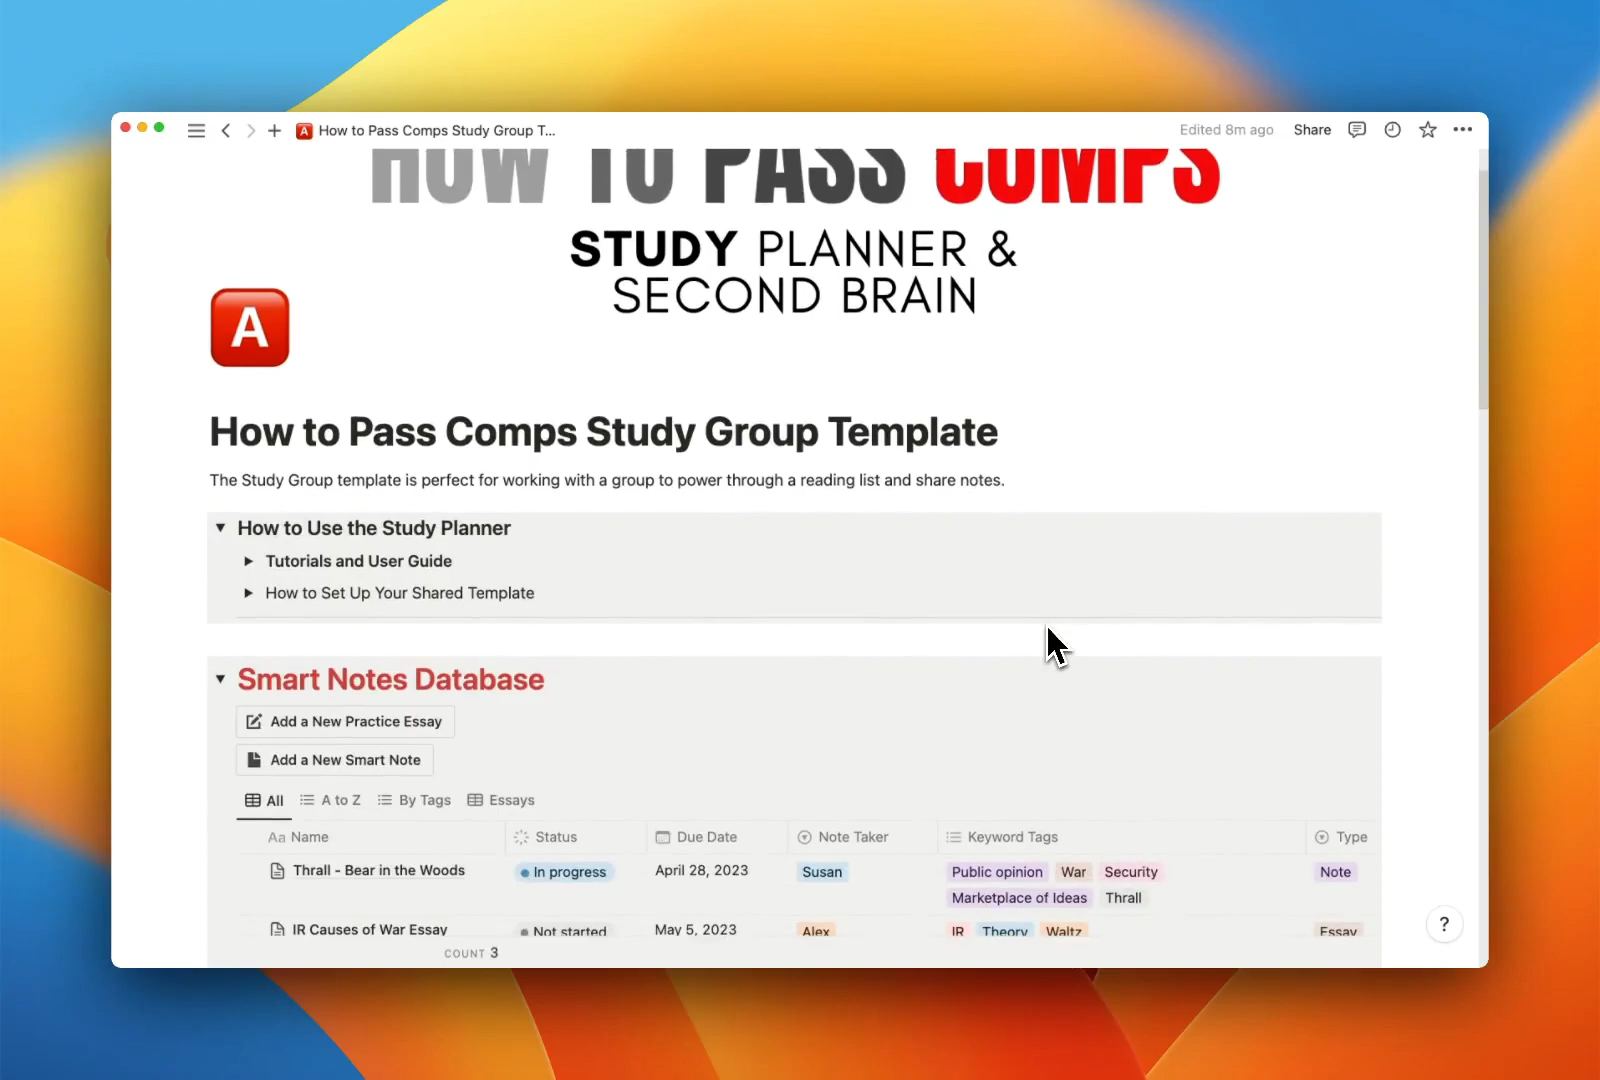 How to Pass Comps Study Group T...
Edited 8m ago
Share
HOW TO PASS COMPS
STUDY PLANNER &
SECOND BRAIN
A
How to Pass Comps Study Group Template
The Study Group template is perfect for working with a group to power through a reading list and share notes.
How to Use the Study Planner
Tutorials and User Guide
How to Set Up Your Shared Template
Smart Notes Database
Add a New Practice Essay
Add a New Smart Note
All A to Z By Tags Essays
Aa Name Status Due Date Note Taker Keyword Tags Type
Thrall - Bear in the Woods In progress April 28, 2023 Susan Public opinion War Security Note
Marketplace of Ideas Thrall
IR Causes of War Essay Not started May 5, 2023 Alex IR Theory Waltz Essay
COUNT 3
?